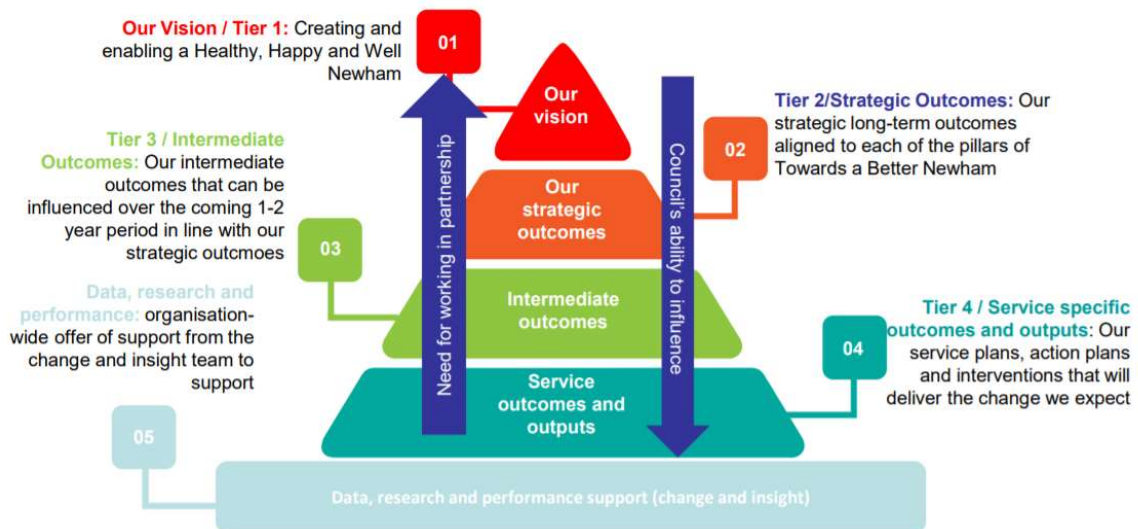 Our Vision / Tier 1: Creating and
enabling a Healthy, Happy and Well
Newham
01
Our
vision
Tier 2/Strategic Outcomes: Our
strategic long-term outcomes
aligned to each of the pillars of
Towards a Better Newham
02
Our
strategic
outcomes
Tier 3 / Intermediate
Outcomes: Our intermediate
outcomes that can be
influenced over the coming 1-2
year period in line with our
strategic outcmoes
03
Intermediate
outcomes
Need for working in partnership
Council's ability to influence
Data, research and
performance: organisation-
wide offer of support from the
change and insight team to
support
Tier 4 / Service specific
outcomes and outputs: Our
service plans, action plans
and interventions that will
deliver the change we expect
04
Service
outcomes and
outputs
05
Data, research and performance support (change and insight)